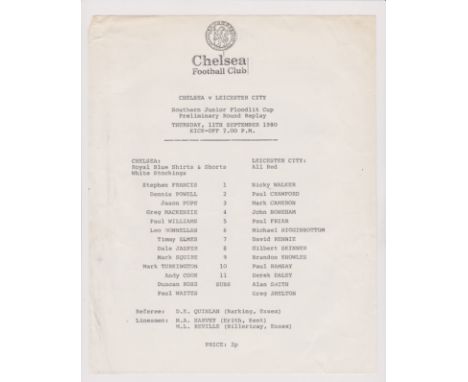 Chelsea
Football Club
CHELSEA v LEICESTER CITY
Southern Junior Floodlit Cup
Preliminary Round Replay
THURSDAY, 11TH SEPTEMBER 1980
KICK-OFF 7.00 P.M.
CHELSEA: LEICESTER CITY:
Royal Blue Shirts & Shorts All Red
White Stockings
Stephen FRANCIS 1 Nicky WALKER
Dennis POWELL 2 Paul CRAWFORD
Jason POPE 3 Mark CAMERON
Greg MACKENZIE 4 John BONEHAM
Paul WILLIAMS 5 Paul FRIAR
Leo DONNELLAN 6 Michael HIGGINBOTTOM
Timmy ELMES 7 David RENNIE
Dale JASPER 8 Gilbert SKINNER
Mark SQUIRE 9 Brandon KNOWLES
Mark TURKINGTON 10 Paul RAMSAY
Andy COOK 11 Derek DALEY
Duncan ROSS SUBS Alan SMITH
Paul WASTES Greg SHELTON
Referee: D.E. QUINLAN (Barking, Essex)
Linesmen: M.A. HARVEY (Erith, Kent)
M.L. NEVILLE (Billericay, Essex)
PRICE: 2p